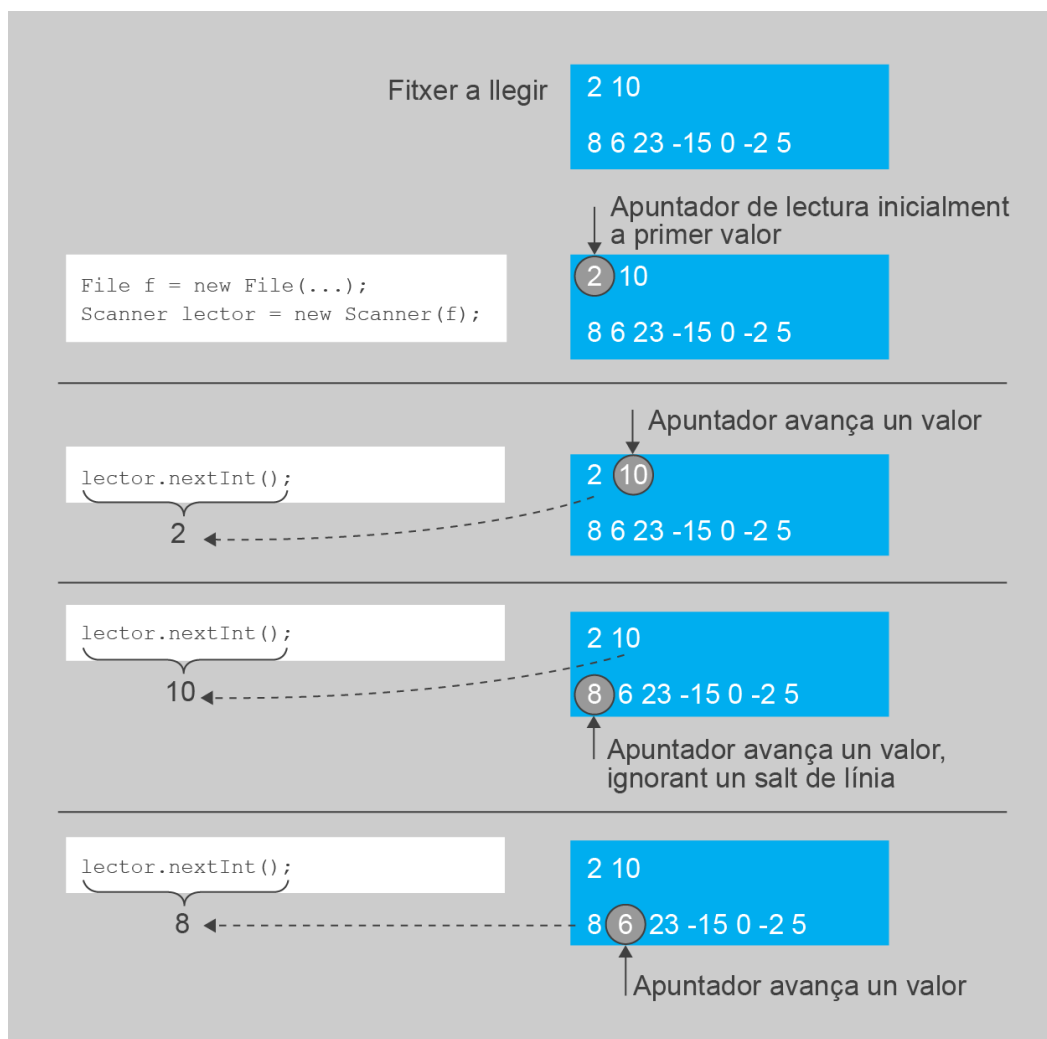 Fitxer a llegir
2 10
8 6 23 -15 0 -2 5
Apuntador de lectura inicialment
a primer valor
File f = new File(...);
Scanner lector = new Scanner(f);
2 10
8 6 23 -15 0 -2 5
Apuntador avança un valor
lector.nextInt();
2
2 10
8 6 23 -15 0 -2 5
lector.nextInt();
10
2 10
8 6 23 -15 0 -2 5
Apuntador avança un valor,
ignorant un salt de línia
lector.nextInt();
8
2 10
8 6 23 -15 0 -2 5
Apuntador avança un valor